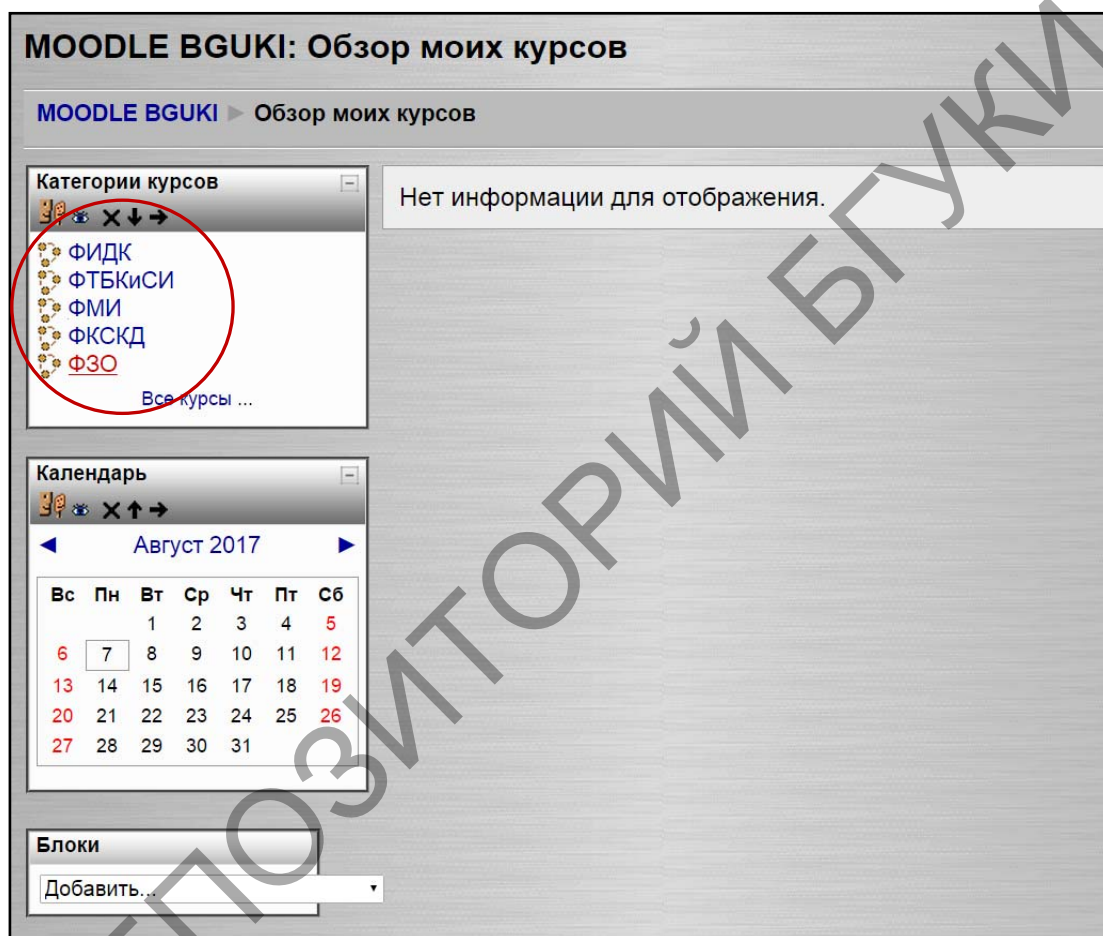 MOODLE BGUKI: Обзор моих курсов
MOODLE BGUKI ► Обзор моих курсов
Категории курсов
Нет информации для отображения.
ФИДК
ФТБКиСИ
ФМИ
ФКСКД
ФЗО
Все курсы ...
Календарь
Август 2017
Вс Пн Вт Ср Чт Пт Сб
1 2 3 4 5
6 7 8 9 10 11 12
13 14 15 16 17 18 19
20 21 22 23 24 25 26
27 28 29 30 31
Блоки
Добавить...
ПОЗИТОРИЙ БГУКИ